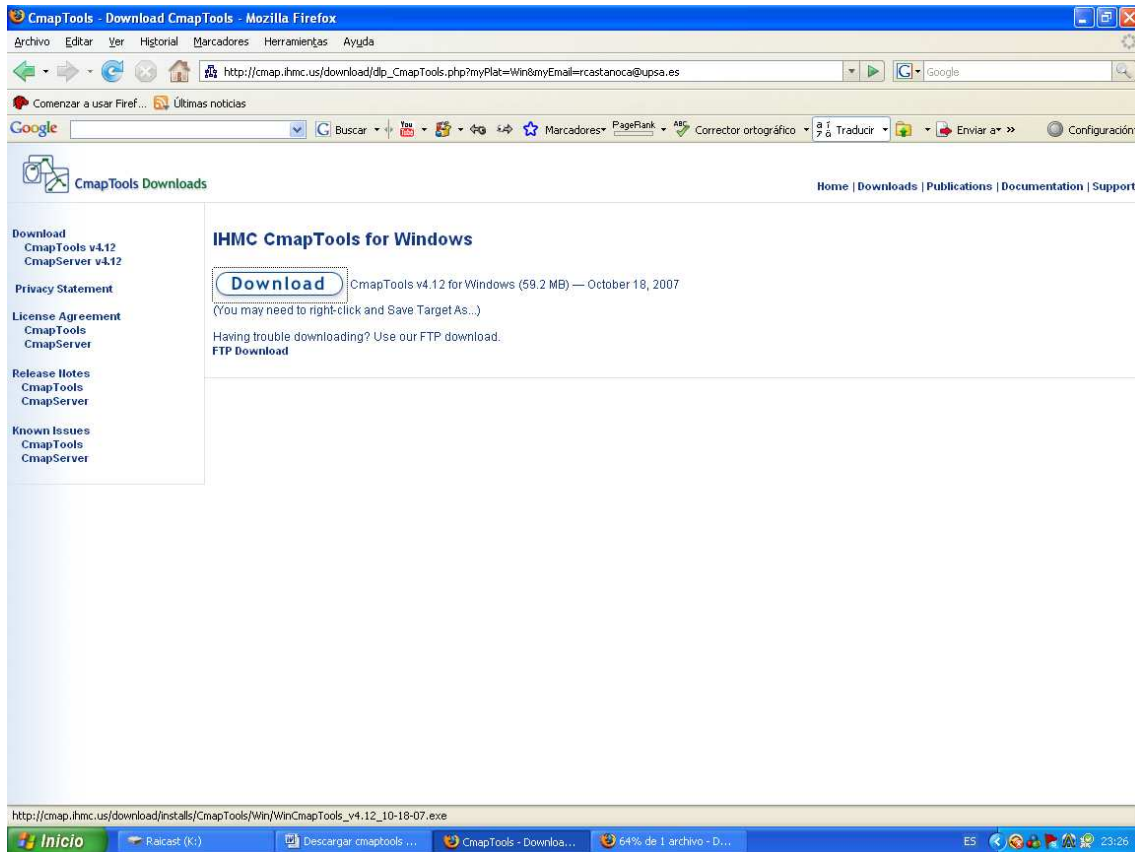 CmapTools - Download CmapTools - Mozilla Firefox
Archivo Editar Ver Historial Marcadores Herramientas Ayuda
http://cmap.ihmc.us/download/dlp_CmapTools.php?myPlat=Win&myEmail=rcastanoca@upsa.es
G Google
Comenzar a usar Firef... Últimas noticias
Google G Buscar You Tube Marcadores PageRank ABC Corrector ortográfico Traducir Enviar a Configuración
CmapTools Downloads
Home | Downloads | Publications | Documentation | Support
Download
CmapTools v4.12
CmapServer v4.12
Privacy Statement
License Agreement
CmapTools
CmapServer
Release Notes
CmapTools
CmapServer
Known Issues
CmapTools
CmapServer
IHMC CmapTools for Windows
Download CmapTools v4.12 for Windows (59.2 MB) — October 18, 2007
(You may need to right-click and Save Target As...)
Having trouble downloading? Use our FTP download.
FTP Download
http://cmap.ihmc.us/download/installs/CmapTools/Win/WinCmapTools_v4.12_10-18-07.exe
Inicio Raicast (K:) Descargar cmaptools ... CmapTools - Downloa... 64% de 1 archivo - D... ES 23:26